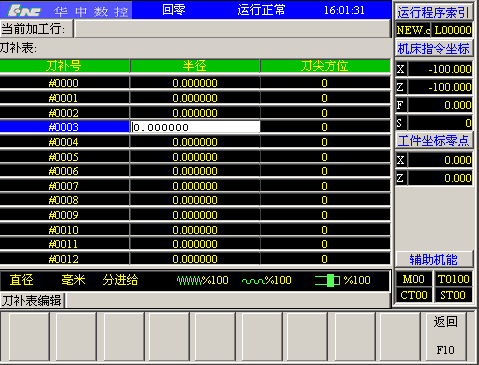 HNC 华中数控 回零 运行正常 16:01:31
运行程序索引
NEW.c L00000
当前加工行:
机床指令坐标
刀补表:
X -100.000
Z -100.000
F 0.000
S 0
刀补号 半径 刀尖方位
#0000 0.000000 0
#0001 0.000000 0
#0002 0.000000 0
#0003 0.000000 0
#0004 0.000000 0
#0005 0.000000 0
#0006 0.000000 0
#0007 0.000000 0
#0008 0.000000 0
#0009 0.000000 0
#0010 0.000000 0
#0011 0.000000 0
#0012 0.000000 0
工件坐标零点
X 0.000
Z 0.000
辅助机能
M00 T0100
CT00 ST00
直径 毫米 分进给 %100 %100 %100
刀补表编辑
返回
F10